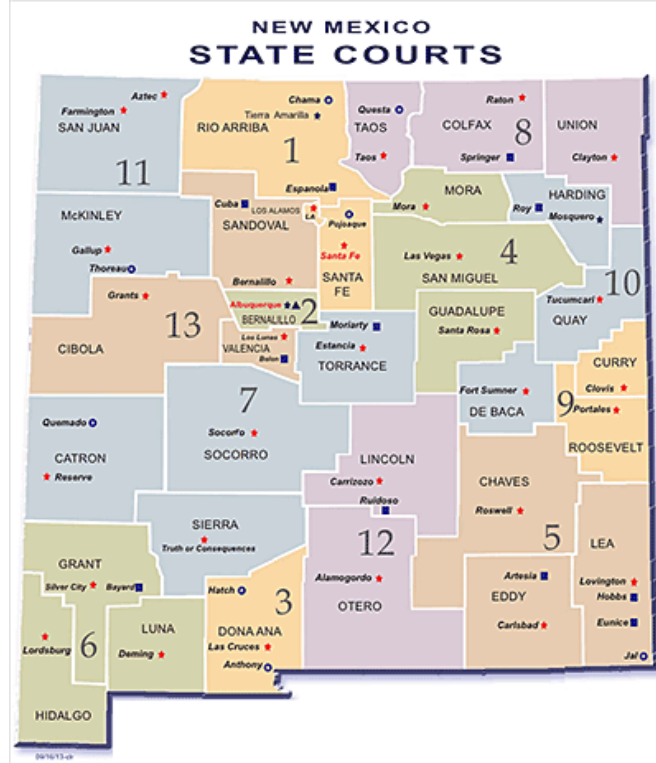 NEW MEXICO
STATE COURTS
Aztec
Farmington
SAN JUAN
11
Chama
Tierra Amarilla
RIO ARRIBA
1
Espanola
Questa
TAOS
Taos
Raton
COLFAX
8
Springer
UNION
Clayton
McKINLEY
Gallup
Thoreau
Cuba
LOS ALAMOS
LA
SANDOVAL
Bernalillo
Pojoaque
Santa Fe
SANTA
FE
MORA
Mora
HARDING
Roy
Mosquero
Las Vegas
4
SAN MIGUEL
10
Tucumcari
QUAY
GUADALUPE
Santa Rosa
Grants
13
CIBOLA
Albuquerque
2
BERNALILLO
Los Lunas
VALENCIA
Belen
Moriarty
Estancia
TORRANCE
CURRY
Clovis
9
Portales
ROOSEVELT
Fort Sumner
DE BACA
Quemado
CATRON
Reserve
7
Socorro
SOCORRO
LINCOLN
Carrizozo
Ruidoso
CHAVES
Roswell
5
LEA
Lovington
Hobbs
Eunice
Jal
SIERRA
Truth or Consequences
12
Alamogordo
OTERO
Artesia
EDDY
Carlsbad
GRANT
Silver City
Bayard
6
Lordsburg
HIDALGO
LUNA
Deming
Hatch
3
DONA ANA
Las Cruces
Anthony